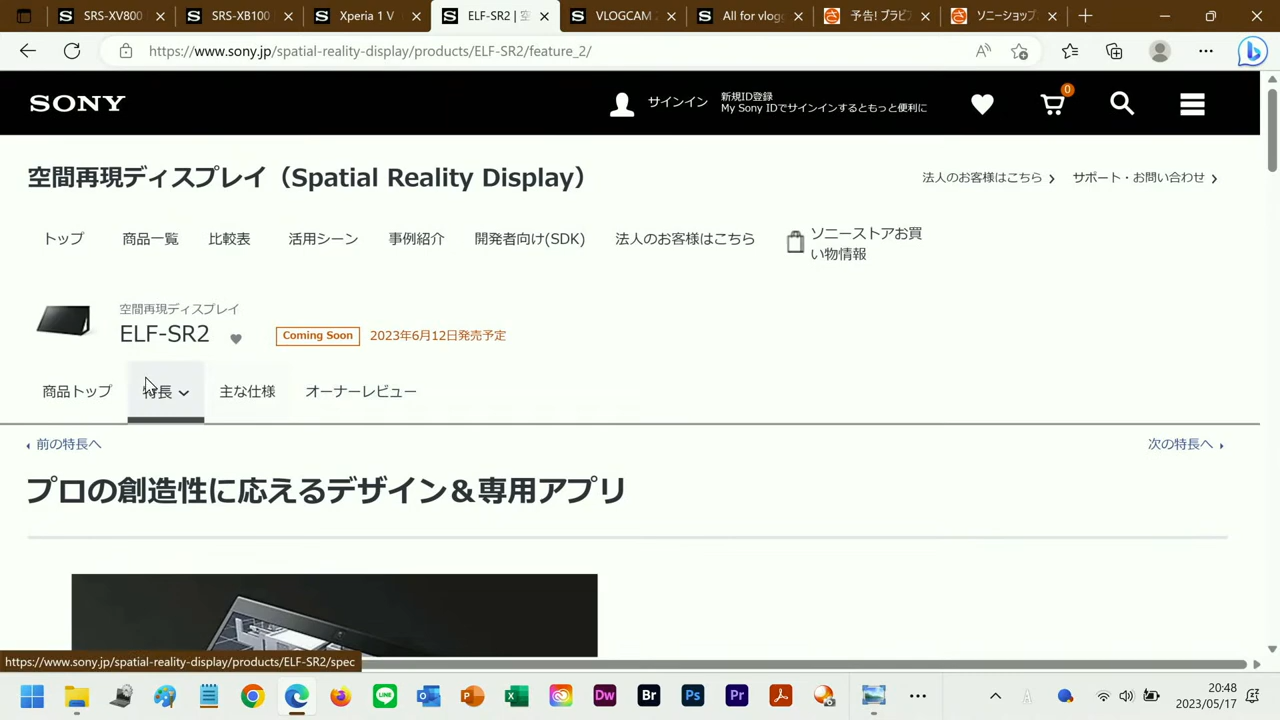 SRS-XV800
SRS-XB100
Xperia 1 V
ELF-SR2 | 空
VLOGCAM
All for vlog
予告! ブラビ
ソニーショップ
https://www.sony.jp/spatial-reality-display/products/ELF-SR2/feature_2/
SONY
サインイン
新規ID登録
My Sony IDでサインインするともっと便利に
0
空間再現ディスプレイ（Spatial Reality Display）
法人のお客様はこちら
サポート・お問い合わせ
トップ
商品一覧
比較表
活用シーン
事例紹介
開発者向け(SDK)
法人のお客様はこちら
ソニーストアお買
い物情報
空間再現ディスプレイ
ELF-SR2
Coming Soon
2023年6月12日発売予定
商品トップ
特長
主な仕様
オーナーレビュー
前の特長へ
次の特長へ
プロの創造性に応えるデザイン＆専用アプリ
https://www.sony.jp/spatial-reality-display/products/ELF-SR2/spec
Dw
Br
Ps
Pr
A
20:48
2023/05/17